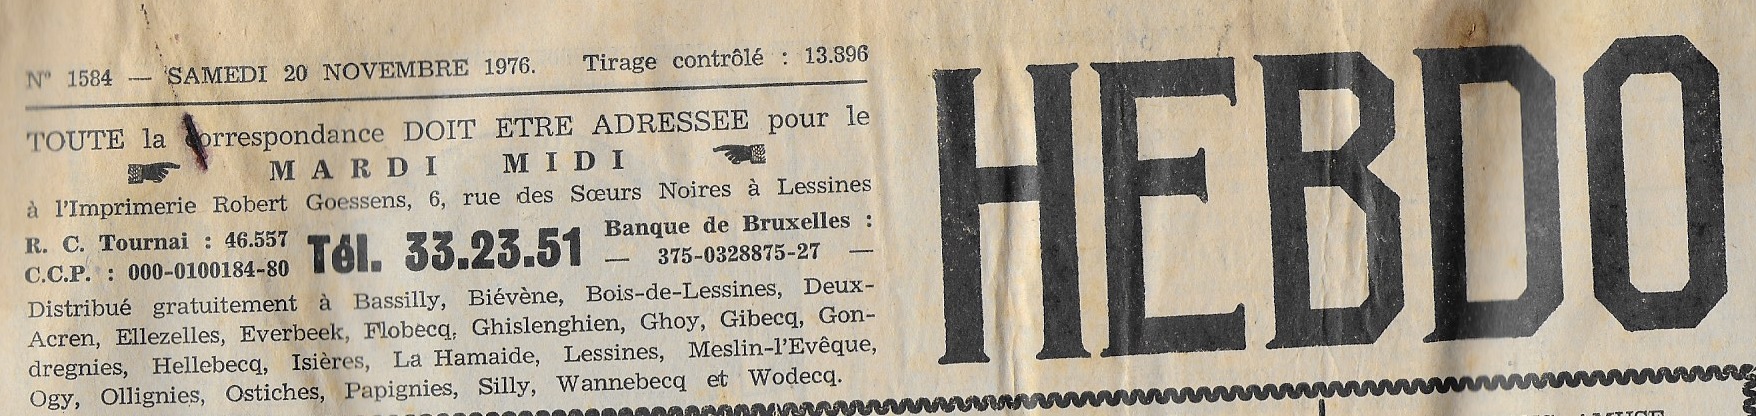 N° 1584 — SAMEDI 20 NOVEMBRE 1976. Tirage contrôlé : 13.896
TOUTE la correspondance DOIT ETRE ADRESSEE pour le
MARDI MIDI
à l'Imprimerie Robert Goessens, 6, rue des Sœurs Noires à Lessines
R. C. Tournai : 46.557
C.C.P. : 000-0100184-80
Tél. 33.23.51
Banque de Bruxelles :
— 375-0328875-27 —
Distribué gratuitement à Bassilly, Biévène, Bois-de-Lessines, Deux-
Acren, Ellezelles, Everbeek, Flobecq, Ghislenghien, Ghoy, Gibecq, Gon-
dregnies, Hellebecq, Isières, La Hamaide, Lessines, Meslin-l'Evêque,
Ogy, Ollignies, Ostiches, Papignies, Silly, Wannebecq et Wodecq.
HEBDO